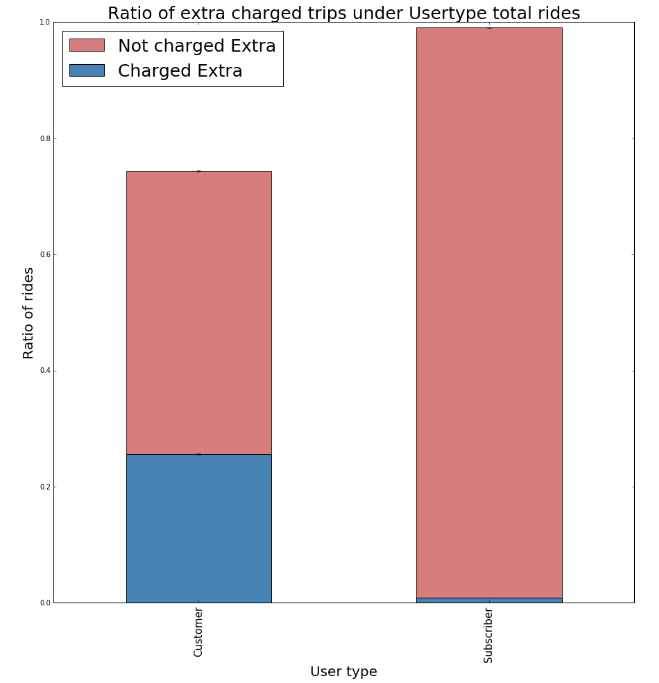 Ratio of extra charged trips under Usertype total rides
1.0
Not charged Extra
Charged Extra
0.8
0.6
0.4
0.2
0.0
Ratio of rides
Customer
Subscriber
User type